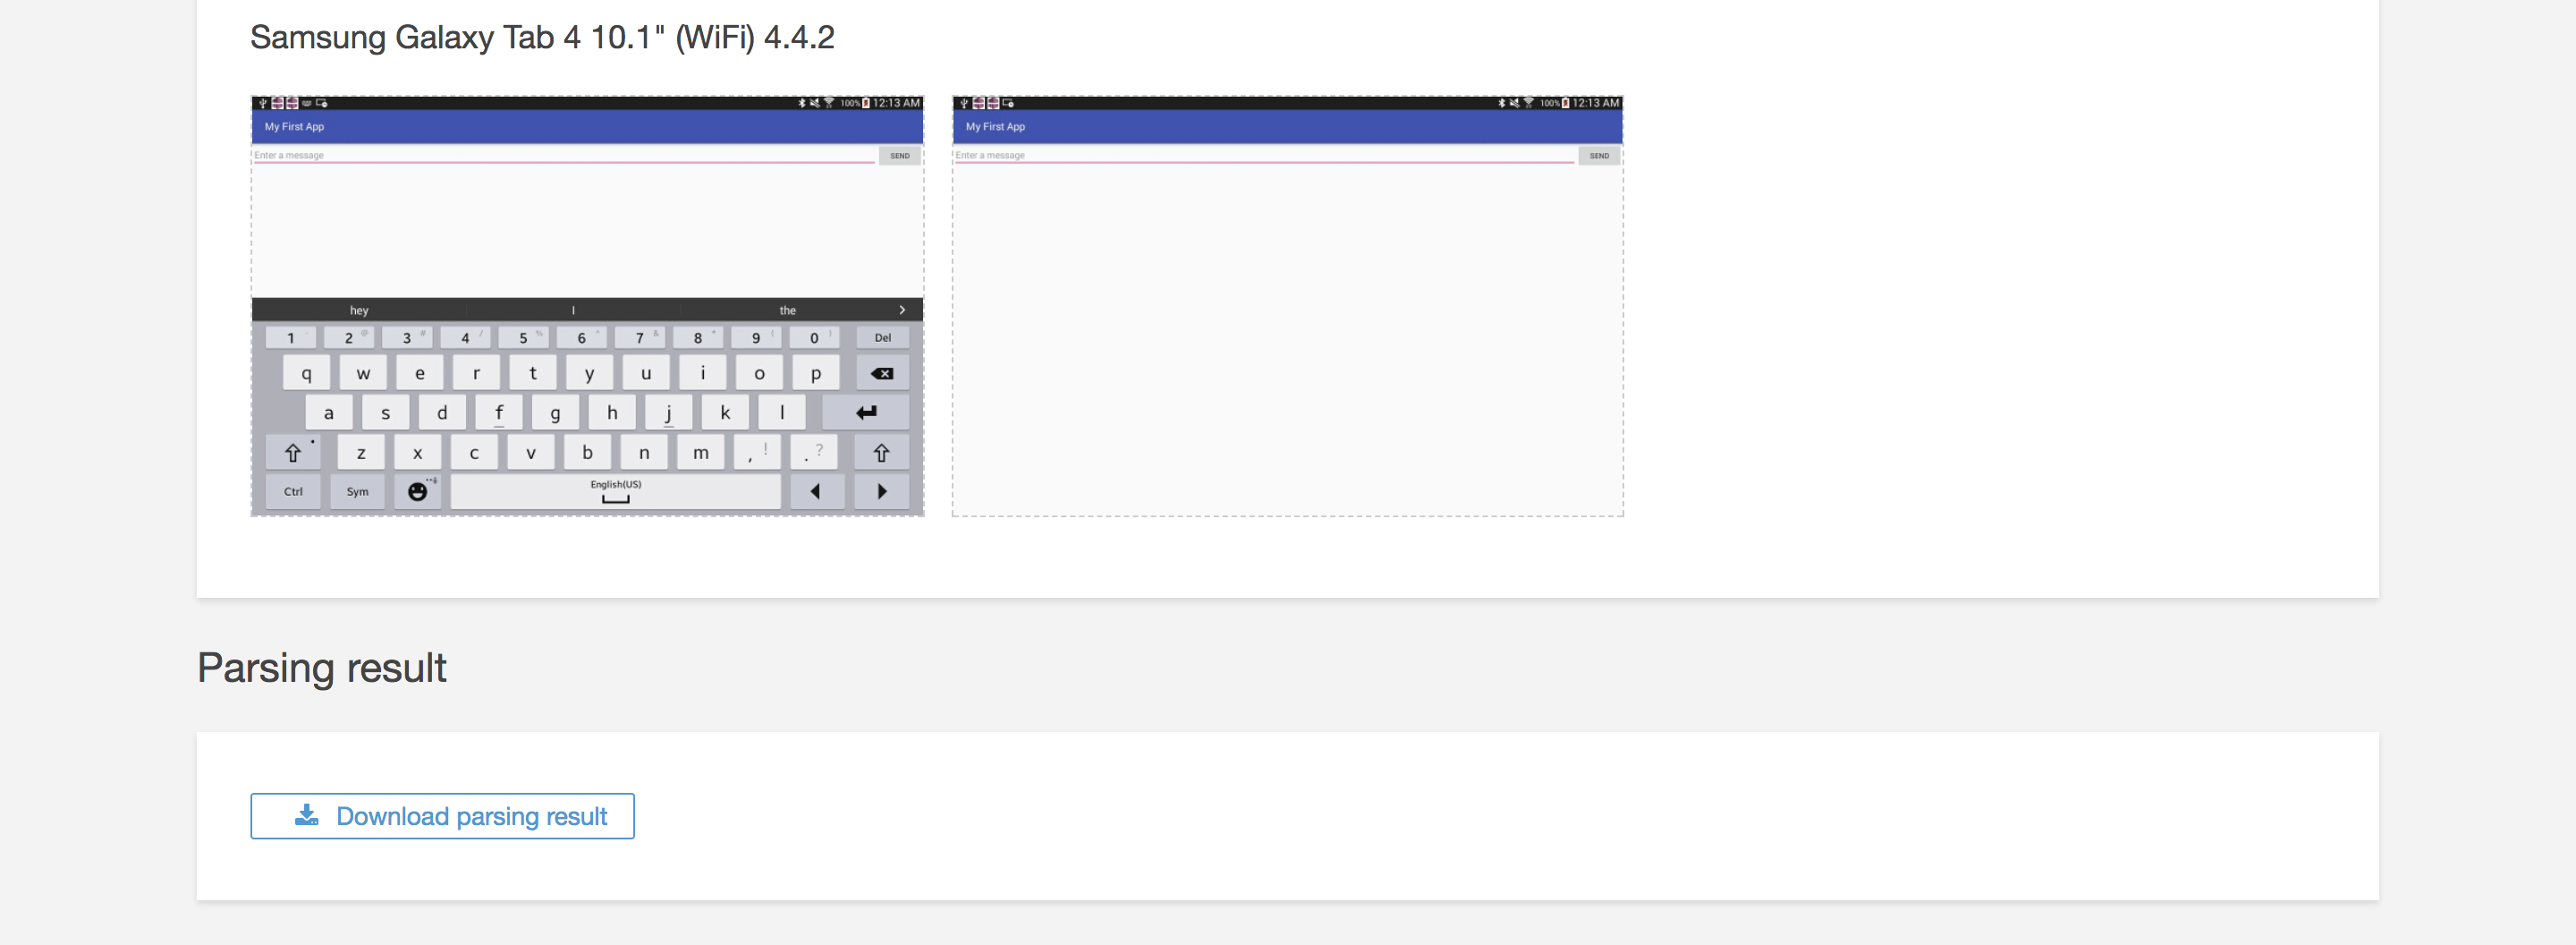 Samsung Galaxy Tab 4 10.1" (WiFi) 4.4.2
100% 12:13 AM
My First App
Enter a message SEND
hey I the
1 2 @ 3 # 4 / 5 % 6 ^ 7 & 8 * 9 ( 0 ) Del
q w e r t y u i o p
a s d f g h j k l
z x c v b n m , ! . ?
Ctrl Sym English(US)
100% 12:13 AM
My First App
Enter a message SEND
Parsing result
Download parsing result